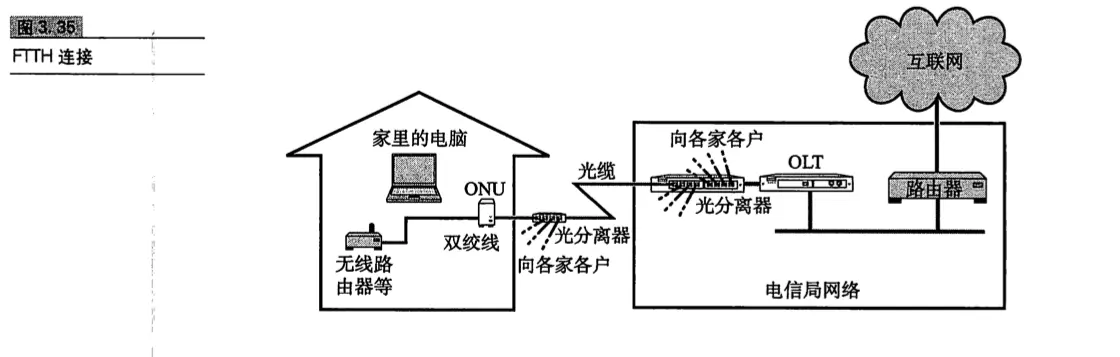 图3.35
FTTH 连接
互联网
家里的电脑
向各家各户
OLT
光缆
ONU
路由器
光分离器
双绞线
光分离器
无线路
由器等
向各家各户
电信局网络